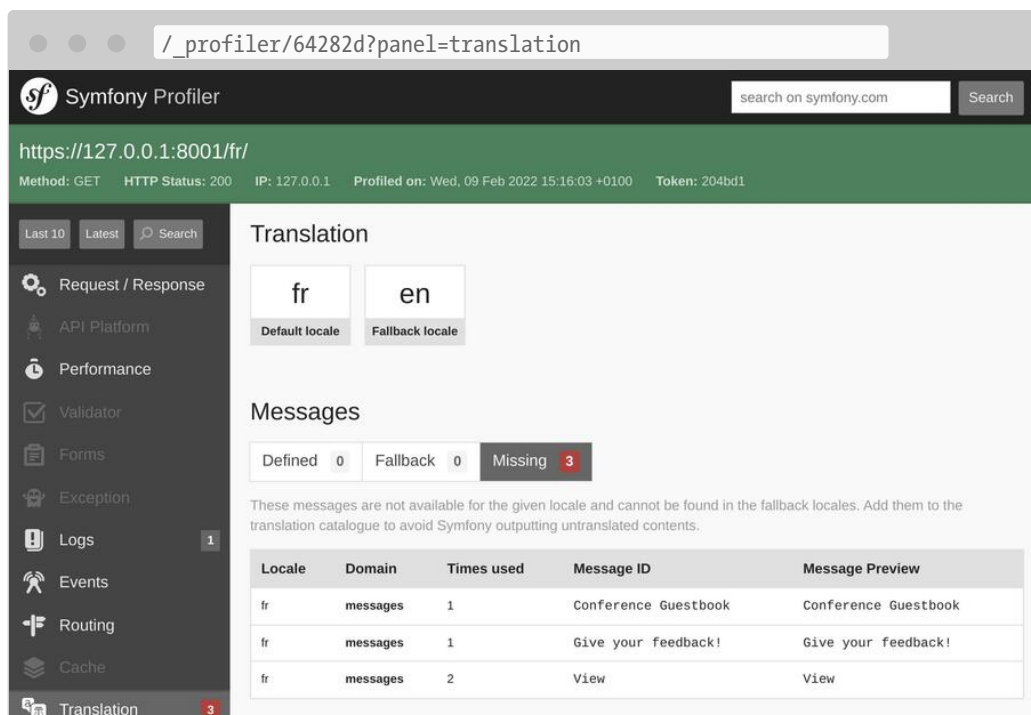 /_profiler/64282d?panel=translation
sf Symfony Profiler
search on symfony.com
Search
https://127.0.0.1:8001/fr/
Method: GET HTTP Status: 200 IP: 127.0.0.1 Profiled on: Wed, 09 Feb 2022 15:16:03 +0100 Token: 204bd1
Last 10 Latest Search
Request / Response
API Platform
Performance
Validator
Forms
Exception
Logs 1
Events
Routing
Cache
Translation 3
Translation
fr en
Default locale Fallback locale
Messages
Defined 0 Fallback 0 Missing 3
These messages are not available for the given locale and cannot be found in the fallback locales. Add them to the
translation catalogue to avoid Symfony outputting untranslated contents.
Locale Domain Times used Message ID Message Preview
fr messages 1 Conference Guestbook Conference Guestbook
fr messages 1 Give your feedback! Give your feedback!
fr messages 2 View View